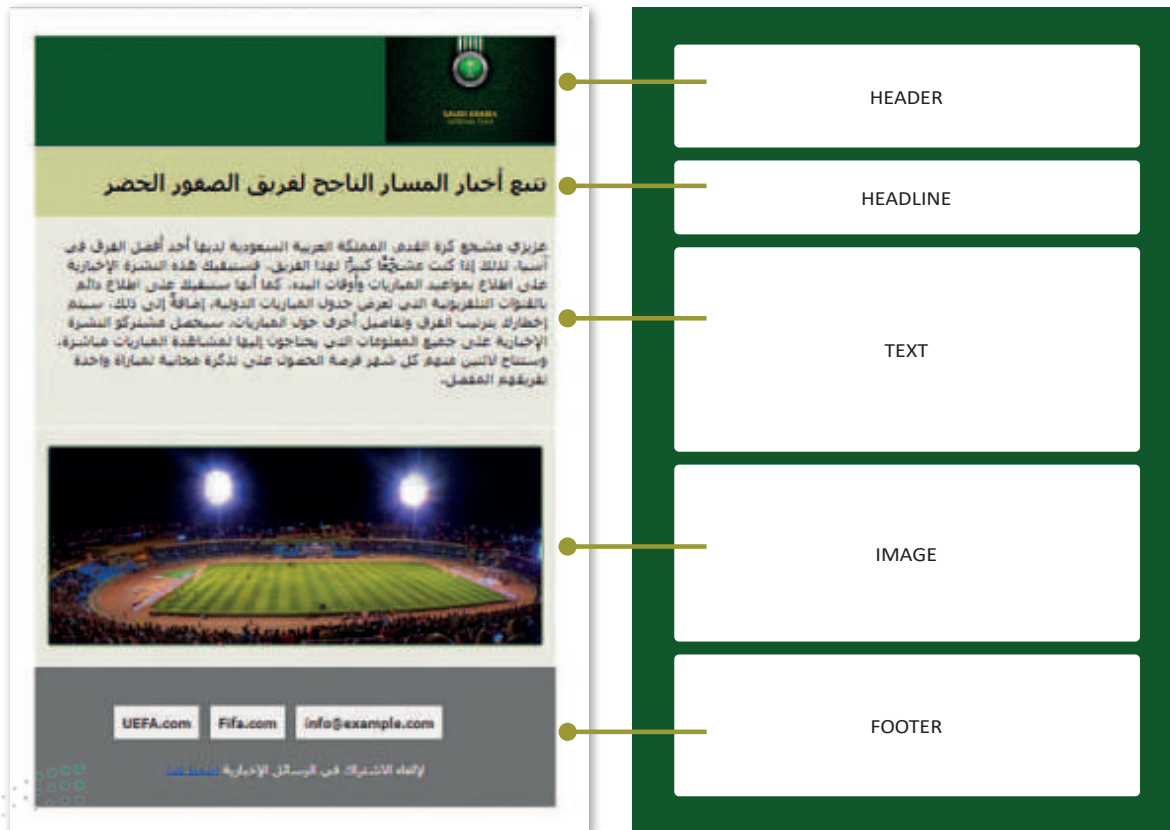 SAUDI ARABIA
NATIONAL TEAM
تتبع أخبار المسار الناجح لفريق الصقور الخضر
عزيزي مشجع كرة القدم، المملكة العربية السعودية لديها أحد أفضل الفرق في
آسيا، لذلك إذا كنت مشجّعًا كبيرًا لهذا الفريق، فستبقيك هذه النشرة الإخبارية
على اطلاع بمواعيد المباريات وأوقات البدء، كما أنها ستبقيك على اطلاع دائم
بالقنوات التلفزيونية التي تعرض جدول المباريات الدولية، إضافةً إلى ذلك، سيتم
إخطارك بترتيب الفرق وتفاصيل أخرى حول المباريات، سيحصل مشتركو النشرة
الإخبارية على جميع المعلومات التي يحتاجون إليها لمشاهدة المباريات مباشرة،
وستتاح لاثنين منهم كل شهر فرصة الحصول على تذكرة مجانية لمباراة واحدة
لفريقهم المفضل.
UEFA.com Fifa.com info@example.com
لإلغاء الاشتراك في الرسائل الإخبارية اضغط هنا
HEADER
HEADLINE
TEXT
IMAGE
FOOTER